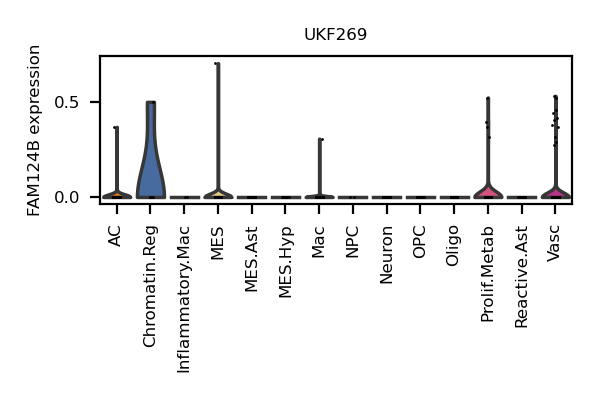 UKF269
FAM124B expression
0.5
0.0
AC
Chromatin.Reg
Inflammatory.Mac
MES
MES.Ast
MES.Hyp
Mac
NPC
Neuron
OPC
Oligo
Prolif.Metab
Reactive.Ast
Vasc